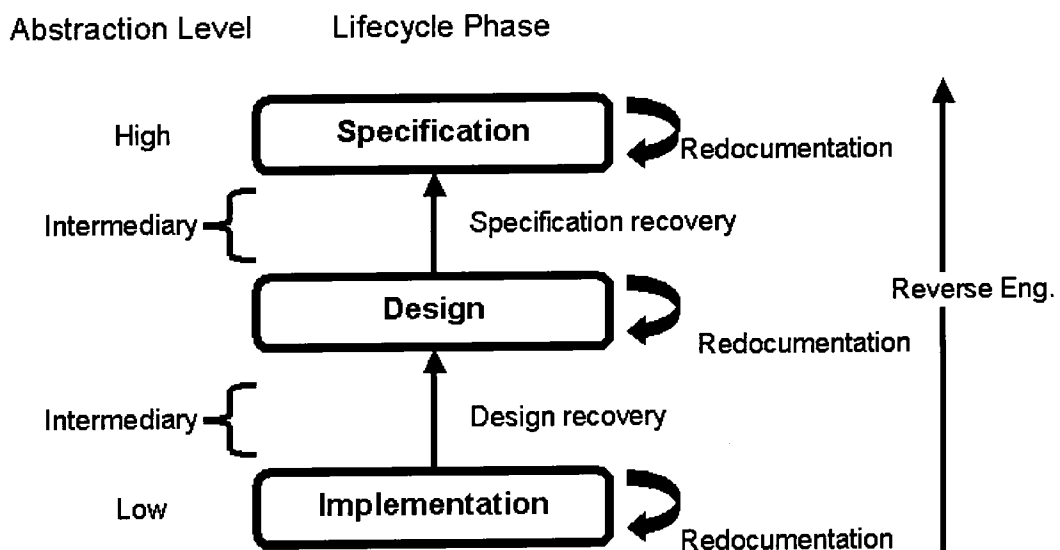 Abstraction Level Lifecycle Phase
High Specification Redocumentation
Intermediary Specification recovery
Design Reverse Eng.
Redocumentation
Intermediary Design recovery
Low Implementation
Redocumentation